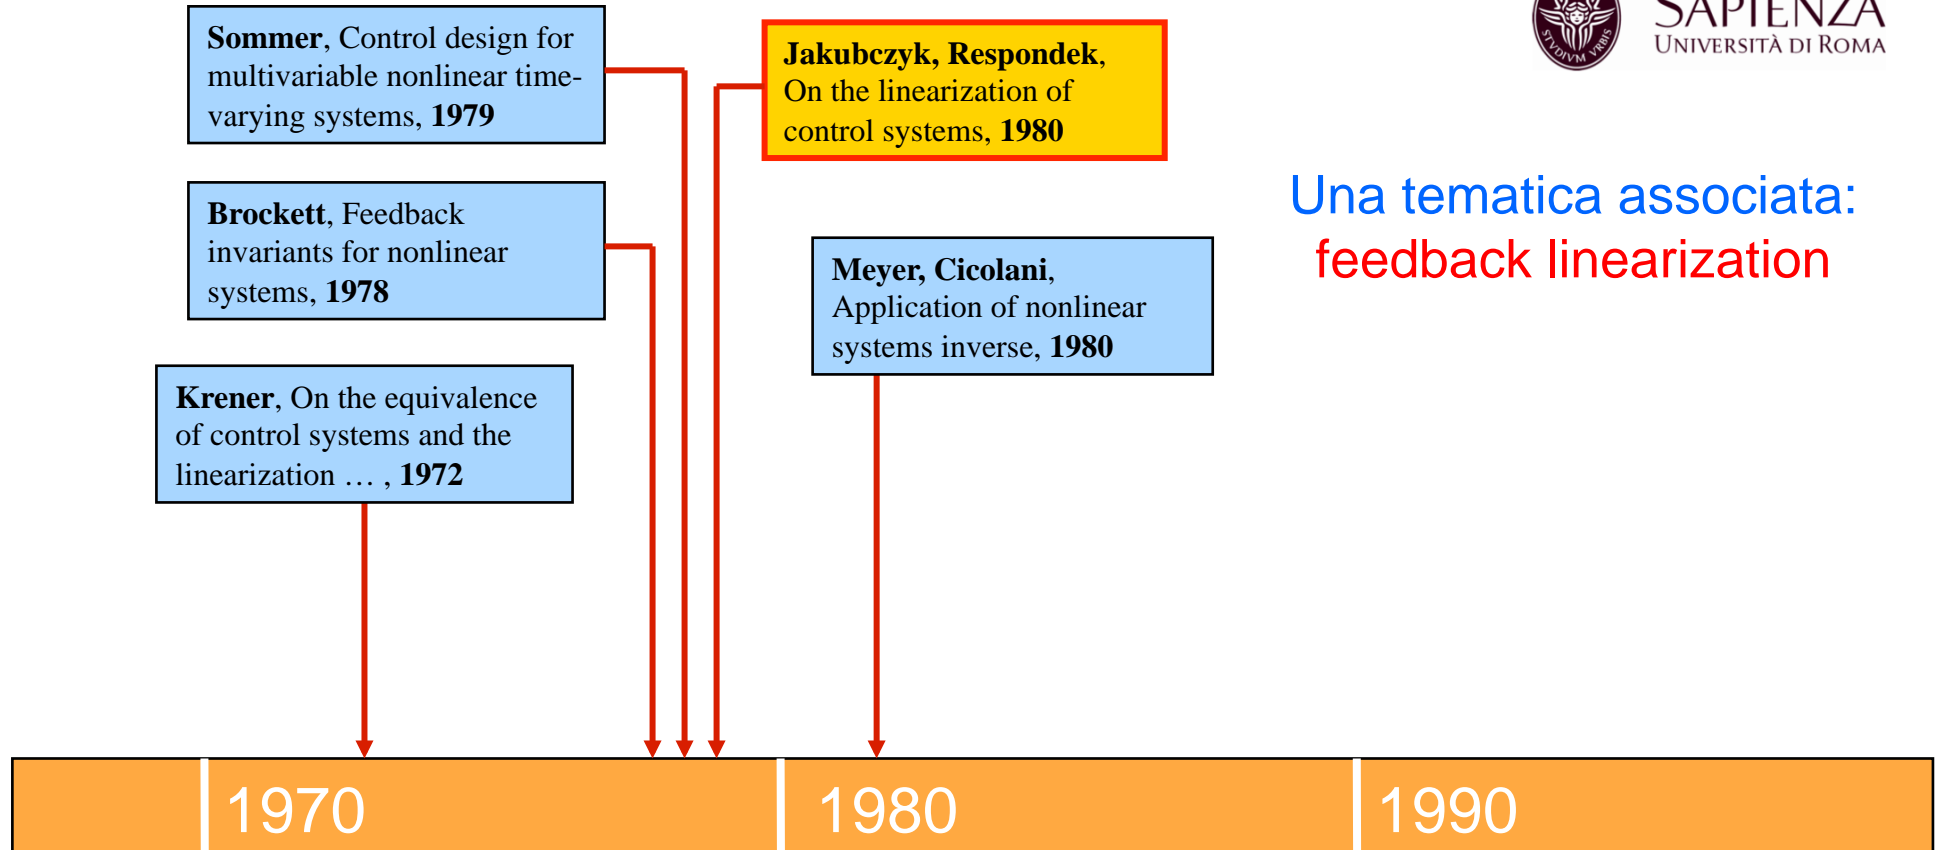 Sommer, Control design for
multivariable nonlinear time-
varying systems, 1979
Jakubczyk, Respondek,
On the linearization of
control systems, 1980
SAPIENZA
UNIVERSITÀ DI ROMA
STVDIVM VRBIS
Una tematica associata:
feedback linearization
Brockett, Feedback
invariants for nonlinear
systems, 1978
Meyer, Cicolani,
Application of nonlinear
systems inverse, 1980
Krener, On the equivalence
of control systems and the
linearization … , 1972
1970
1980
1990